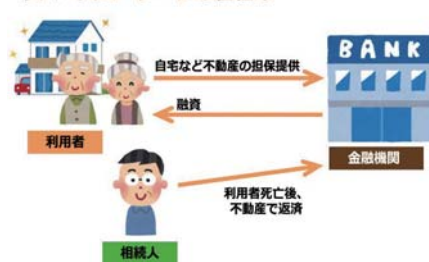 自宅など不動産の担保提供
BANK
融資
利用者
金融機関
利用者死亡後、
不動産で返済
相続人